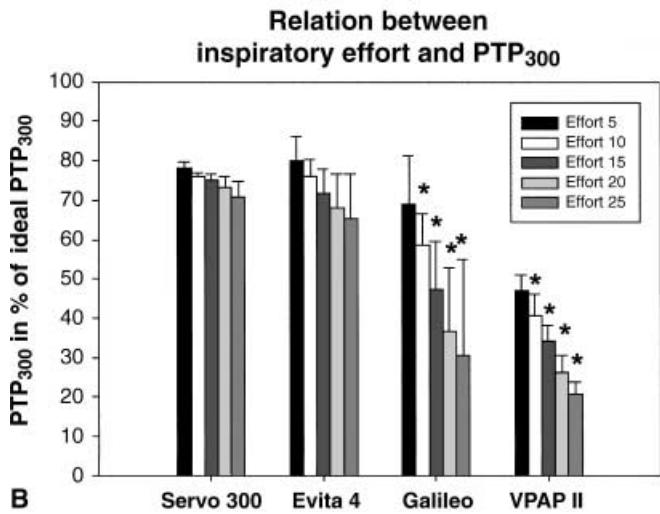 Relation between
inspiratory effort and PTP300
PTP300 in % of ideal PTP300
100
90
80
70
60
50
40
30
20
10
0
Effort 5
Effort 10
Effort 15
Effort 20
Effort 25
* * * *
* * * *
B
Servo 300 Evita 4 Galileo VPAP II